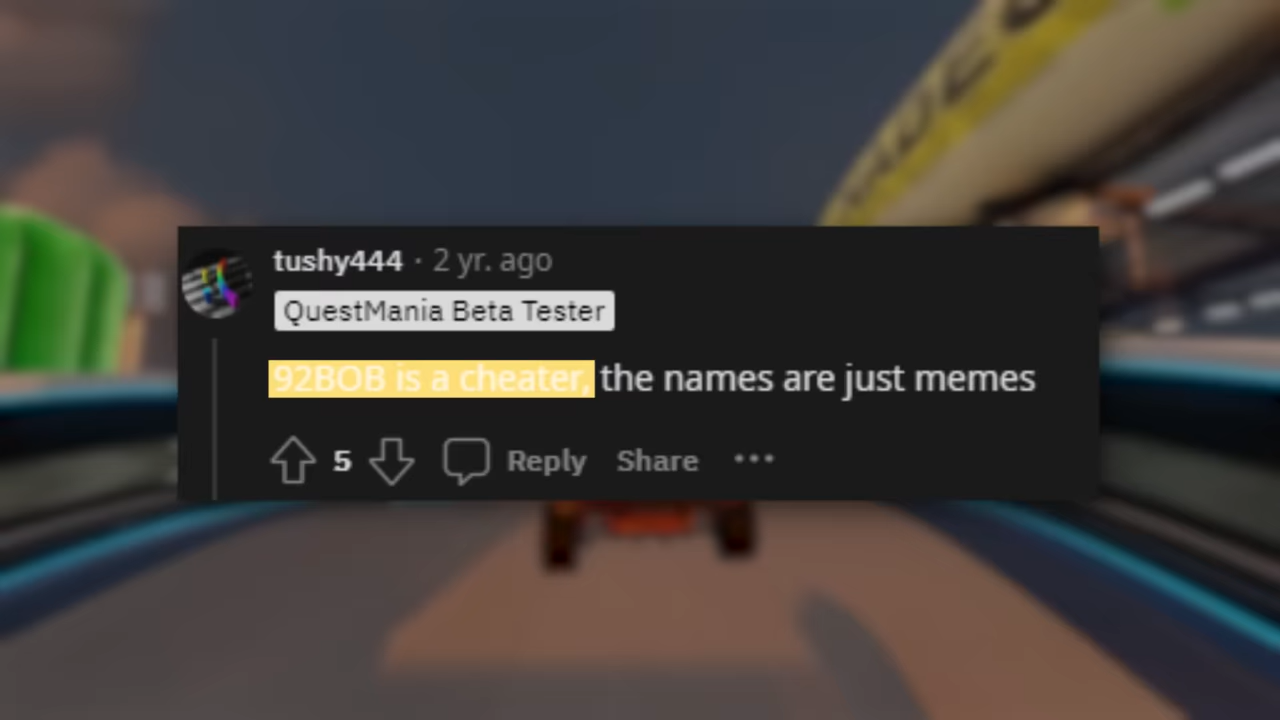 tushy444 · 2 yr. ago
QuestMania Beta Tester
92BOB is a cheater, the names are just memes
5 Reply Share ···